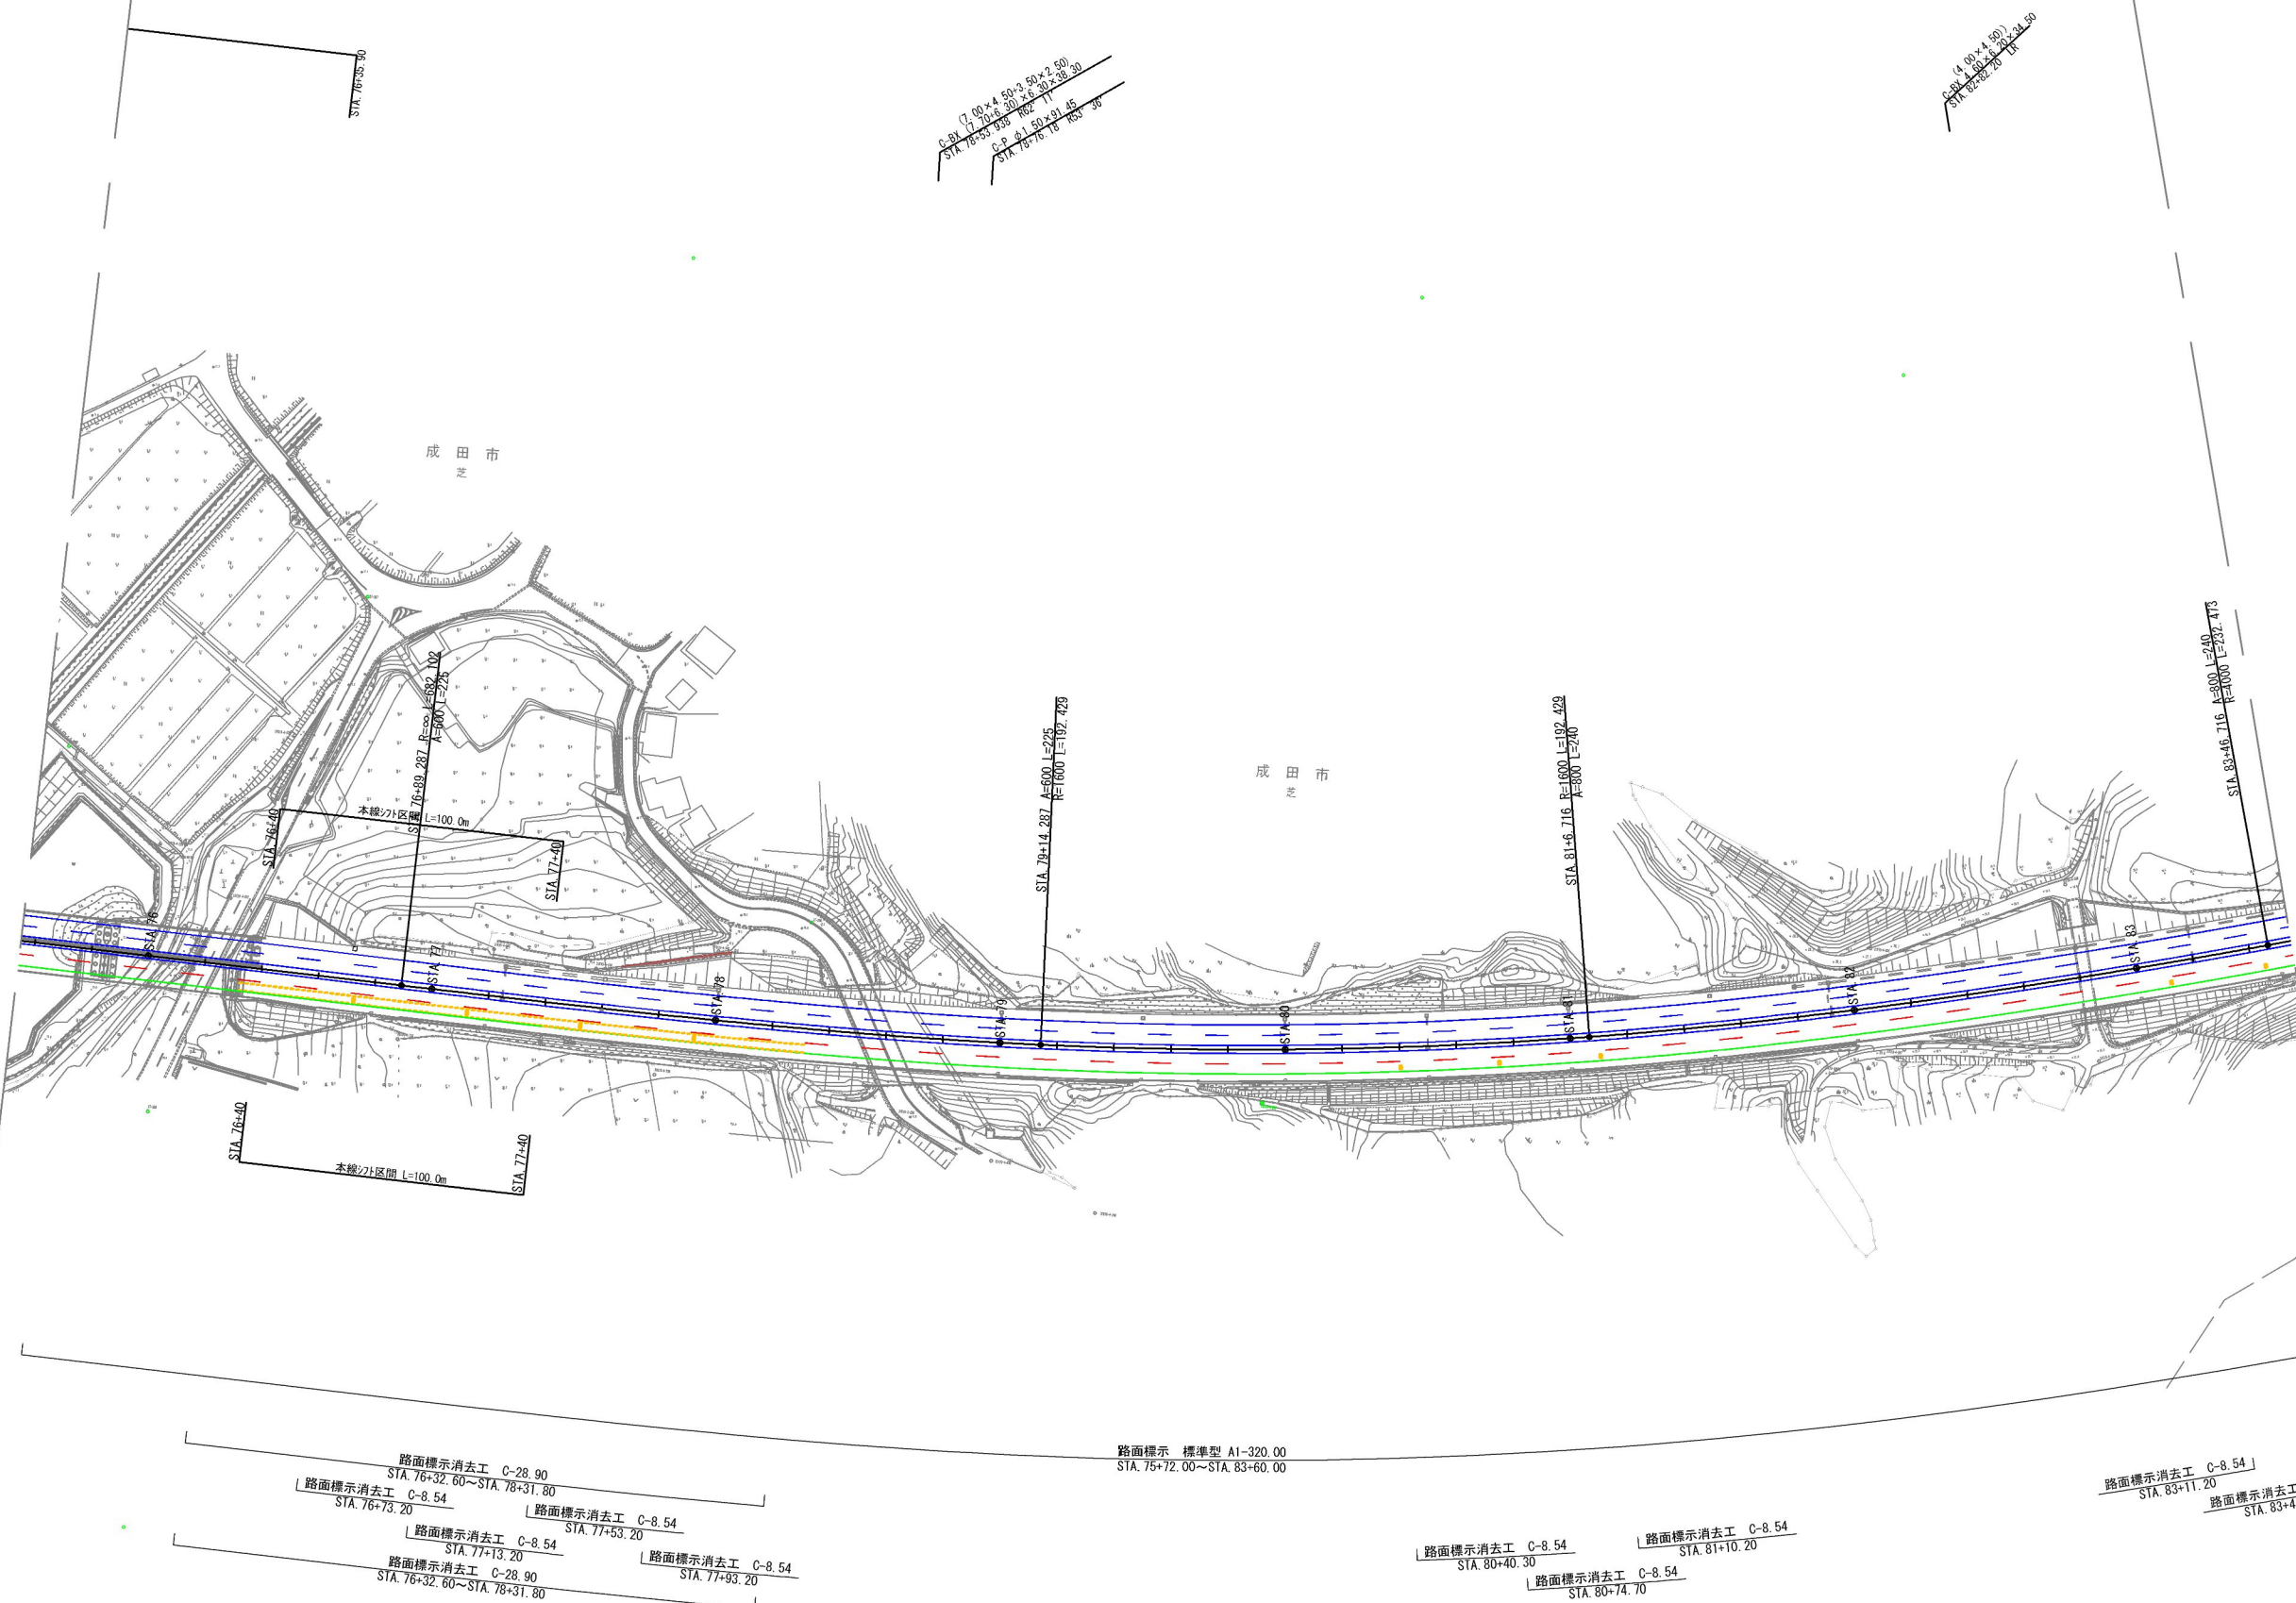 STA.76+35.90
(7.00×4.50+3.50×2.50)
C-BX (7.70+6.30)×6.30×38.30
STA.78+53.938 R62° 11'
C-P φ1.50×91.45
STA.78+76.18 R53° 36'
(4.00×4.50)
C-BX 4.60×6.20×34.50
STA.82+82.20 LR
成田市
芝
成田市
芝
STA.76+89.287 R=∞ L=682.102
A=600 L=225
STA.79+14.287 A=600 L=225
R=1600 L=192.429
STA.81+6.716 R=1600 L=192.429
A=800 L=240
STA.83+46.716 A=800 L=240
R=4000 L=232.473
STA.76+40
本線シフト区間 L=100.0m
STA.77+40
STA.76
STA.77
STA.78
STA.79
STA.80
STA.81
STA.82
STA.83
STA.76+40
本線シフト区間 L=100.0m
STA.77+40
路面標示 標準型 A1-320.00
STA.75+72.00～STA.83+60.00
路面標示消去工 C-28.90
STA.76+32.60～STA.78+31.80
路面標示消去工 C-8.54
STA.76+73.20
路面標示消去工 C-8.54
STA.77+53.20
路面標示消去工 C-8.54
STA.77+13.20
路面標示消去工 C-8.54
STA.77+93.20
路面標示消去工 C-28.90
STA.76+32.60～STA.78+31.80
路面標示消去工 C-8.54
STA.80+40.30
路面標示消去工 C-8.54
STA.81+10.20
路面標示消去工 C-8.54
STA.80+74.70
路面標示消去工 C-8.54
STA.83+11.20
路面標示消去工
STA.83+4